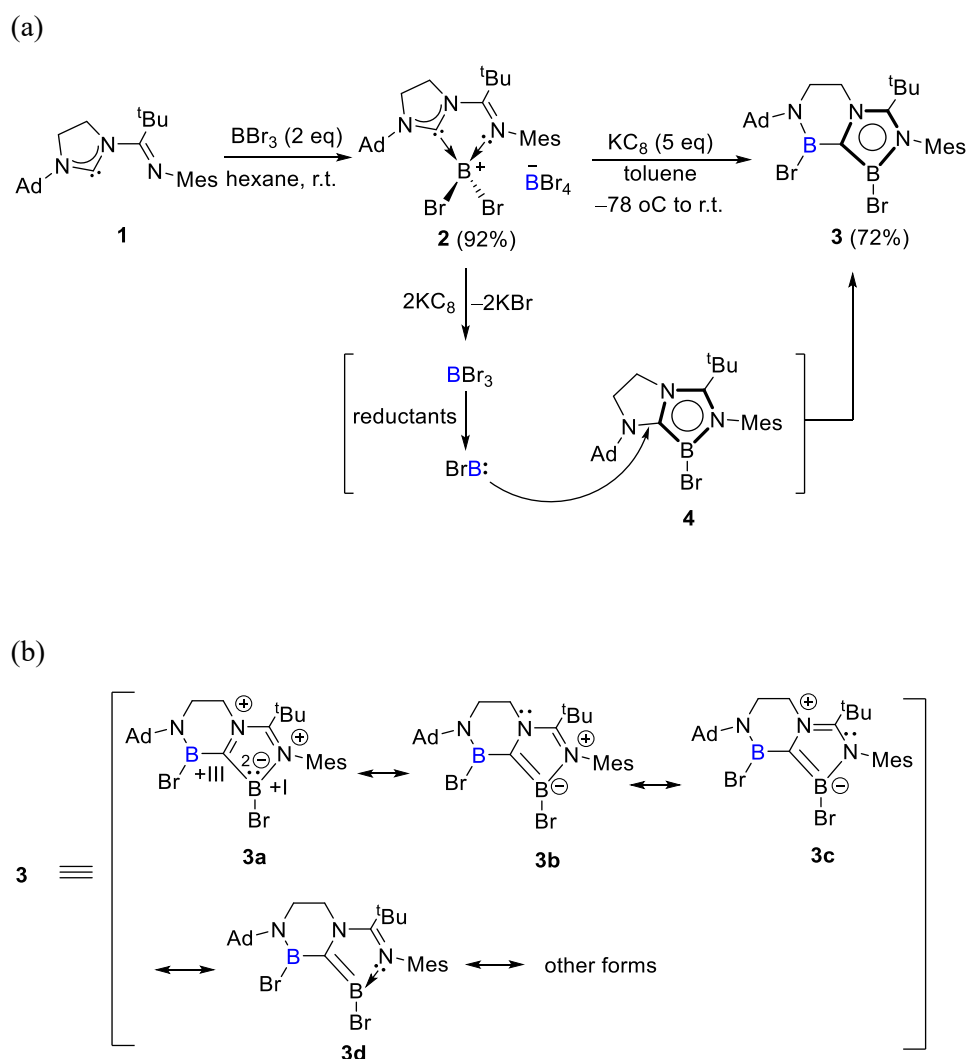 (a)
tBu
N
N
N
Ad
Mes
1
BBr3 (2 eq)
hexane, r.t.
tBu
N
N
N
Ad
Mes
B+
Br Br
−
BBr4
2 (92%)
KC8 (5 eq)
toluene
–78 oC to r.t.
tBu
N
N
N
Ad
Mes
B
Br
B
Br
3 (72%)
2KC8 –2KBr
BBr3
reductants
BrB:
tBu
N
N
N
Ad
Mes
B
Br
4
(b)
3 ≡
+
tBu
N
N
+
N
Ad
Mes
B
2−
Br
+III
B
+I
Br
3a
tBu
N
N
+
N
Ad
Mes
B
Br
B−
Br
3b
+
tBu
N
N
N
Ad
Mes
B
Br
B−
Br
3c
tBu
N
N
N
Ad
Mes
B
Br
B
Br
3d
other forms